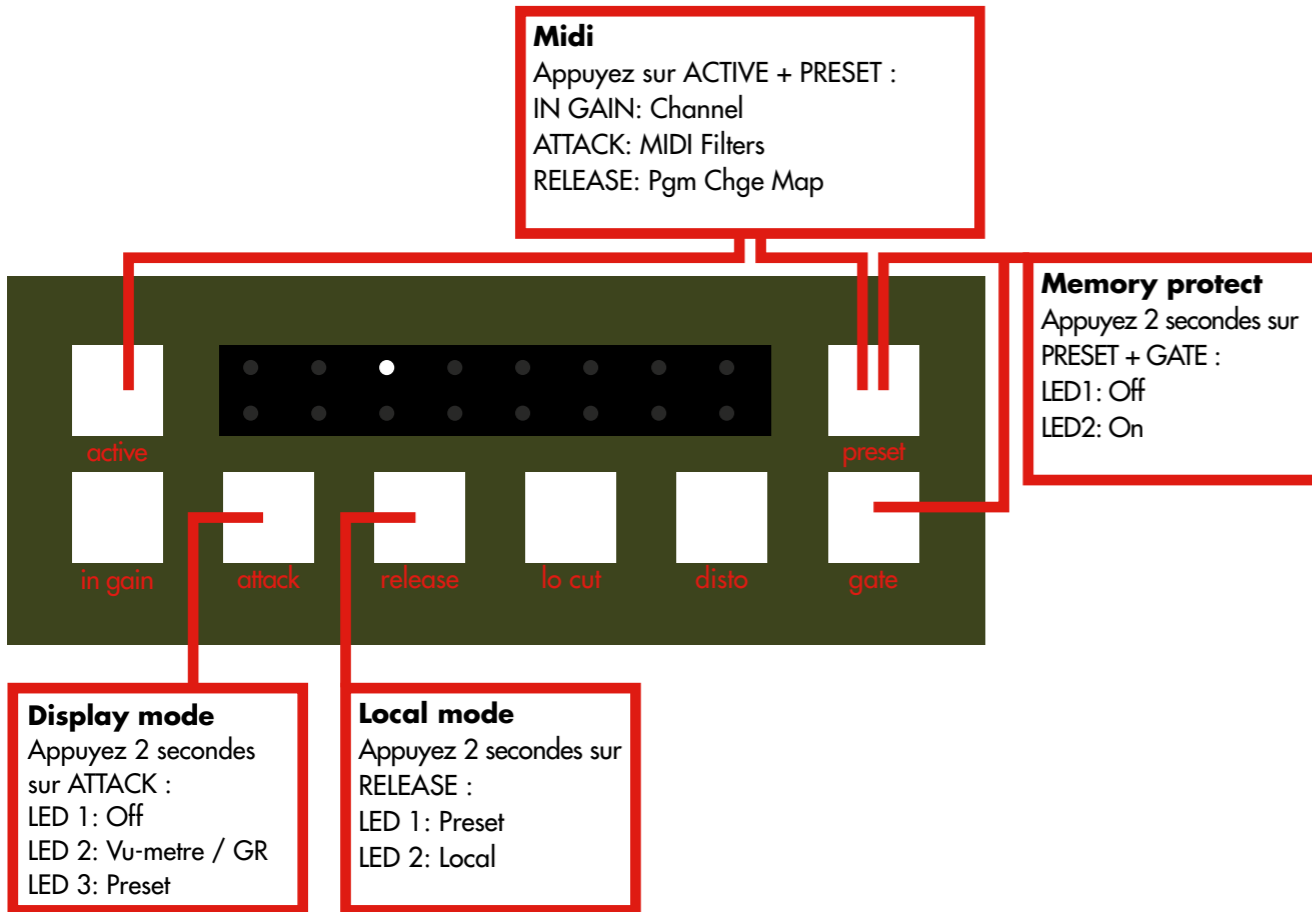 Midi
Appuyez sur ACTIVE + PRESET :
IN GAIN: Channel
ATTACK: MIDI Filters
RELEASE: Pgm Chge Map
Memory protect
Appuyez 2 secondes sur
PRESET + GATE :
LED1: Off
LED2: On
active
preset
in gain
attack
release
lo cut
disto
gate
Display mode
Appuyez 2 secondes
sur ATTACK :
LED 1: Off
LED 2: Vu-metre / GR
LED 3: Preset
Local mode
Appuyez 2 secondes sur
RELEASE :
LED 1: Preset
LED 2: Local